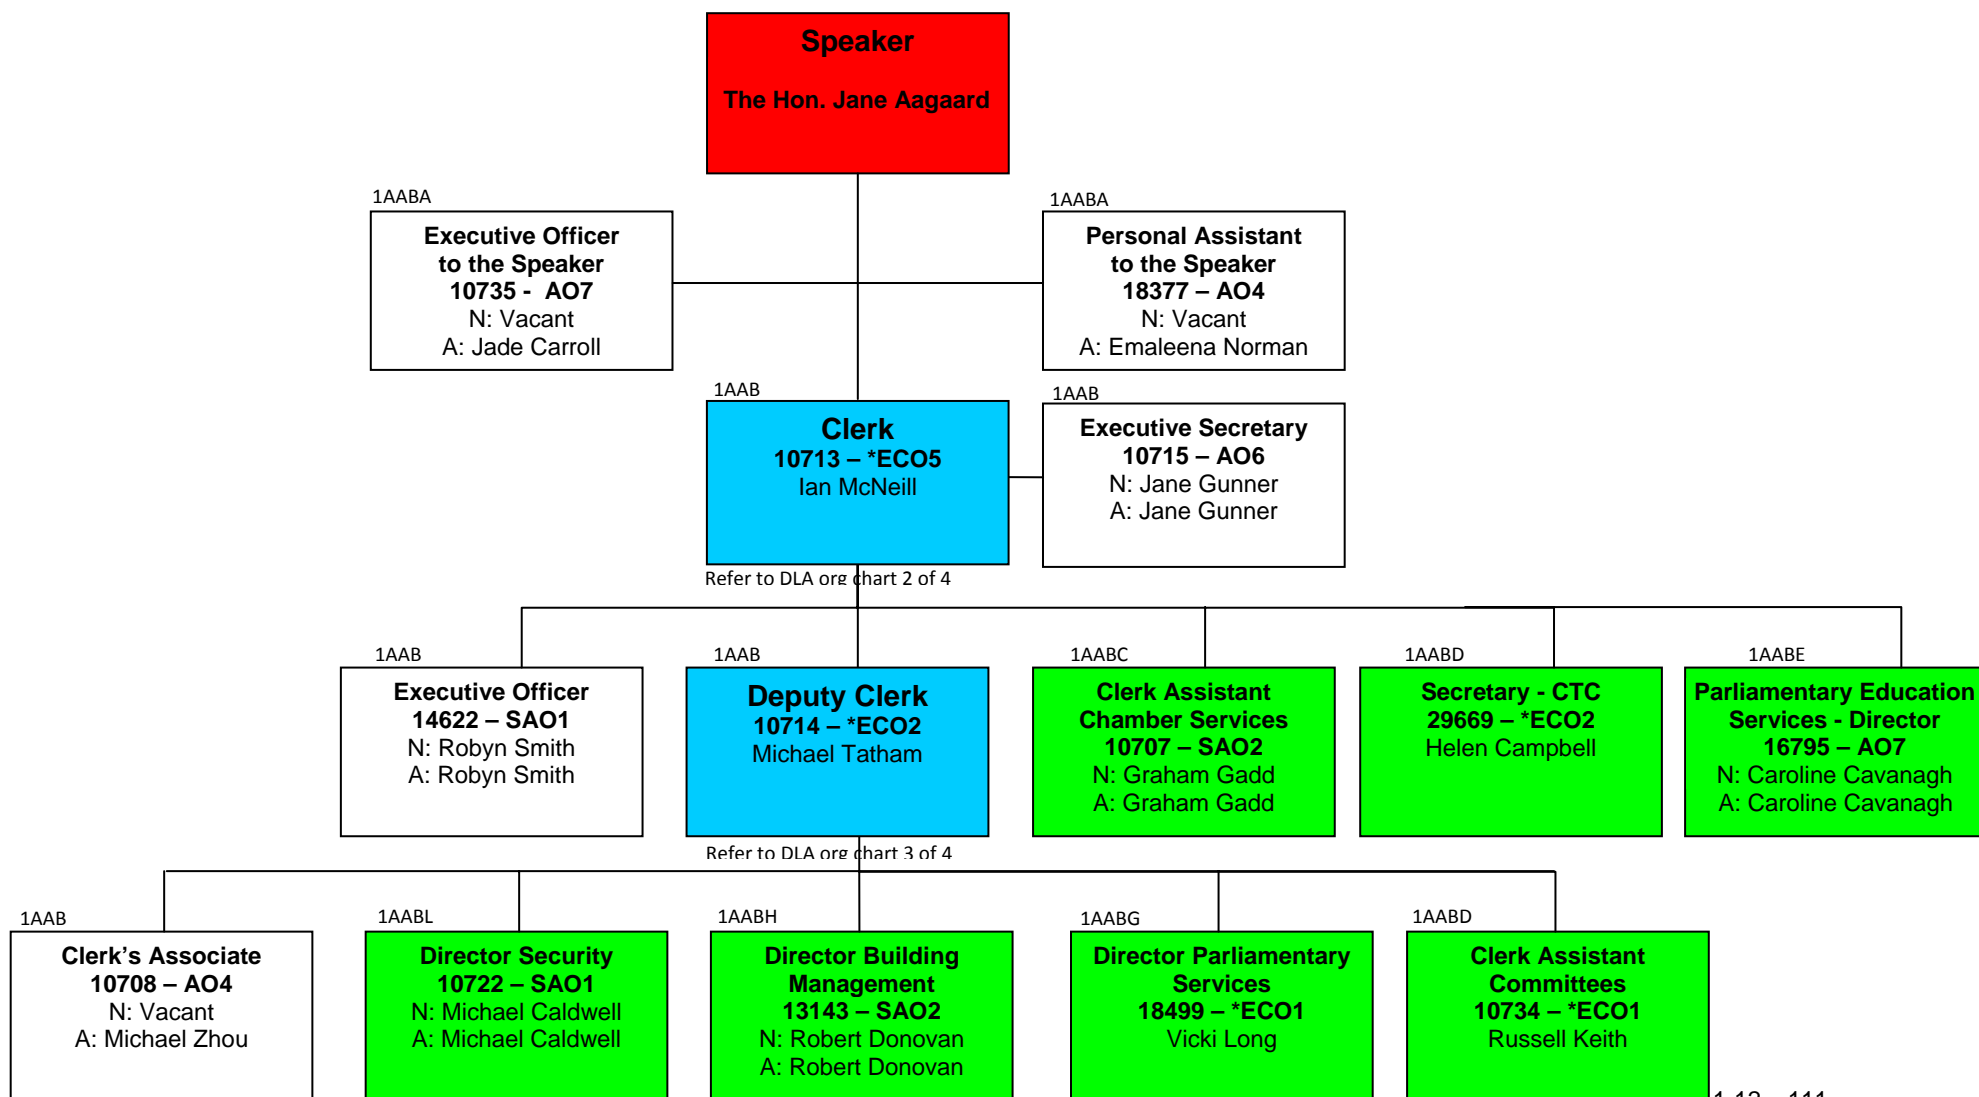 Speaker
The Hon. Jane Aagaard
1AABA
Executive Officer
to the Speaker
10735 -  AO7
N: Vacant
A: Jade Carroll
1AABA
Personal Assistant
to the Speaker
18377 – AO4
N: Vacant
A: Emaleena Norman
1AAB
Clerk
10713 – *ECO5
Ian McNeill
1AAB
Executive Secretary
10715 – AO6
N: Jane Gunner
A: Jane Gunner
Refer to DLA org chart 2 of 4
1AAB
Executive Officer
14622 – SAO1
N: Robyn Smith
A: Robyn Smith
1AAB
Deputy Clerk
10714 – *ECO2
Michael Tatham
1AABC
Clerk Assistant
Chamber Services
10707 – SAO2
N: Graham Gadd
A: Graham Gadd
1AABD
Secretary - CTC
29669 – *ECO2
Helen Campbell
1AABE
Parliamentary Education
Services - Director
16795 – AO7
N: Caroline Cavanagh
A: Caroline Cavanagh
Refer to DLA org chart 3 of 4
1AAB
Clerk’s Associate
10708 – AO4
N: Vacant
A: Michael Zhou
1AABL
Director Security
10722 – SAO1
N: Michael Caldwell
A: Michael Caldwell
1AABH
Director Building
Management
13143 – SAO2
N: Robert Donovan
A: Robert Donovan
1AABG
Director Parliamentary
Services
18499 – *ECO1
Vicki Long
1AABD
Clerk Assistant
Committees
10734 – *ECO1
Russell Keith